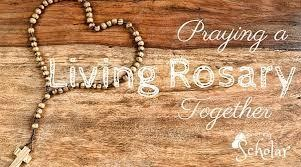 Praying a
Living Rosary
Together
Scholar